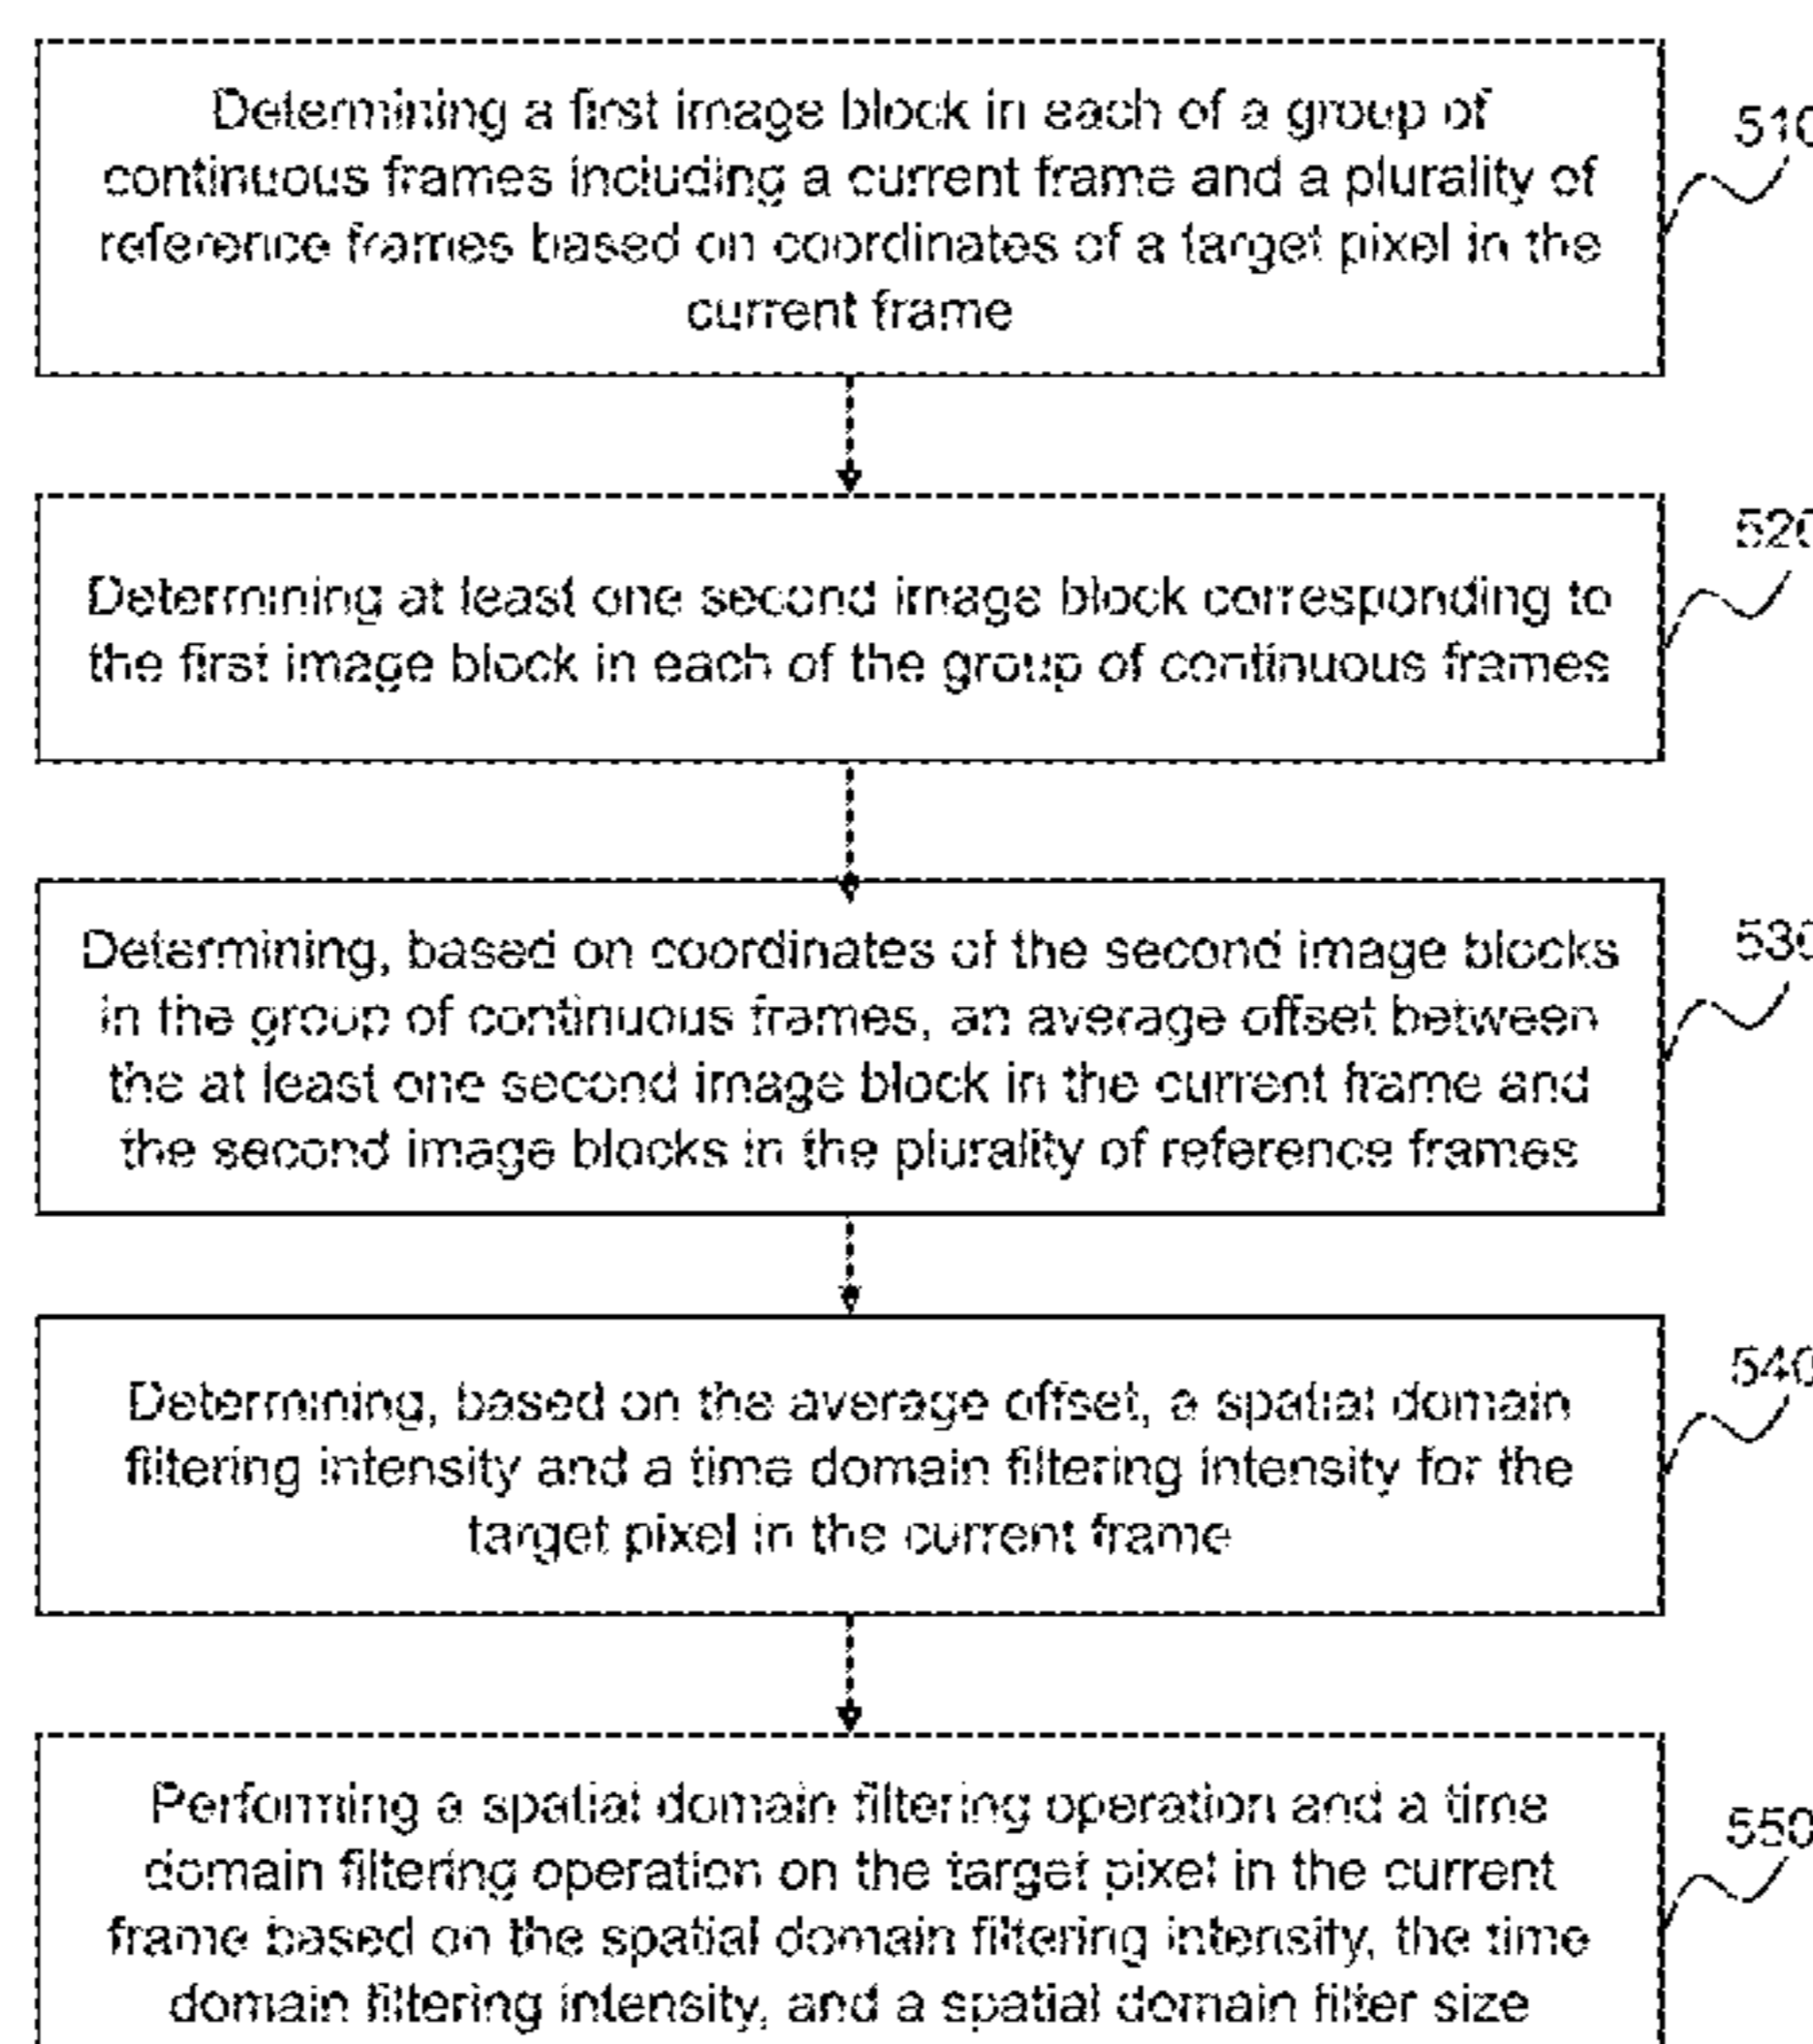 Determining a first image block in each of a group of
continuous frames including a current frame and a plurality of
reference frames based on coordinates of a target pixel in the
current frame
510
Determining at least one second image block corresponding to
the first image block in each of the group of continuous frames
520
Determining, based on coordinates of the second image blocks
in the group of continuous frames, an average offset between
the at least one second image block in the current frame and
the second image blocks in the plurality of reference frames
530
Determining, based on the average offset, a spatial domain
filtering intensity and a time domain filtering intensity for the
target pixel in the current frame
540
Performing a spatial domain filtering operation and a time
domain filtering operation on the target pixel in the current
frame based on the spatial domain filtering intensity, the time
domain filtering intensity, and a spatial domain filter size
550